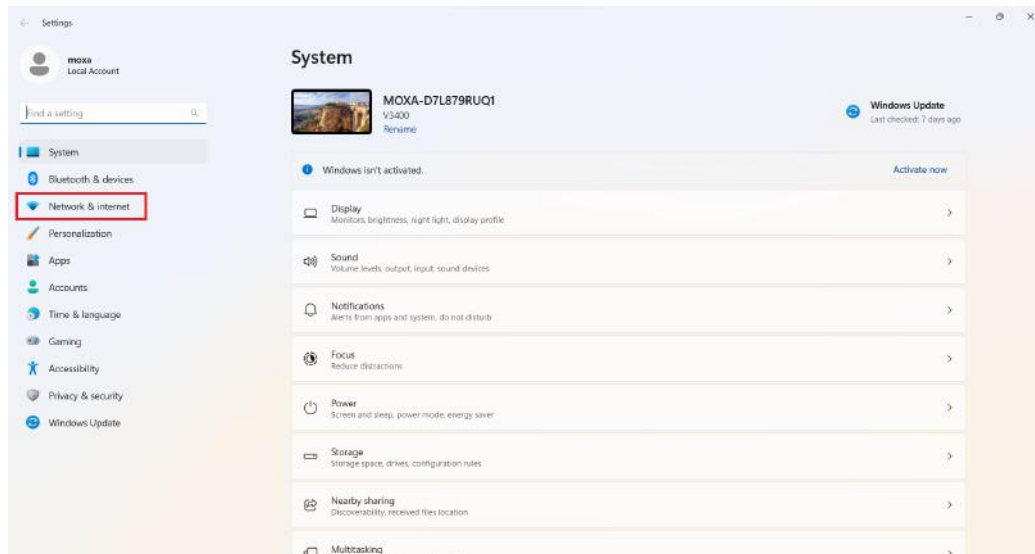 Settings
moxa
Local Account
Find a setting
System
Bluetooth & devices
Network & internet
Personalization
Apps
Accounts
Time & language
Gaming
Accessibility
Privacy & security
Windows Update
System
MOXA-D7L879RUQ1
V3400
Rename
Windows Update
Last checked: 7 days ago
Windows isn't activated.
Activate now
Display
Monitors, brightness, night light, display profile
Sound
Volume levels, output, input, sound devices
Notifications
Alerts from apps and system, do not disturb
Focus
Reduce distractions
Power
Screen and sleep, power mode, energy saver
Storage
Storage space, drives, configuration rules
Nearby sharing
Discoverability, received files location
Multitasking